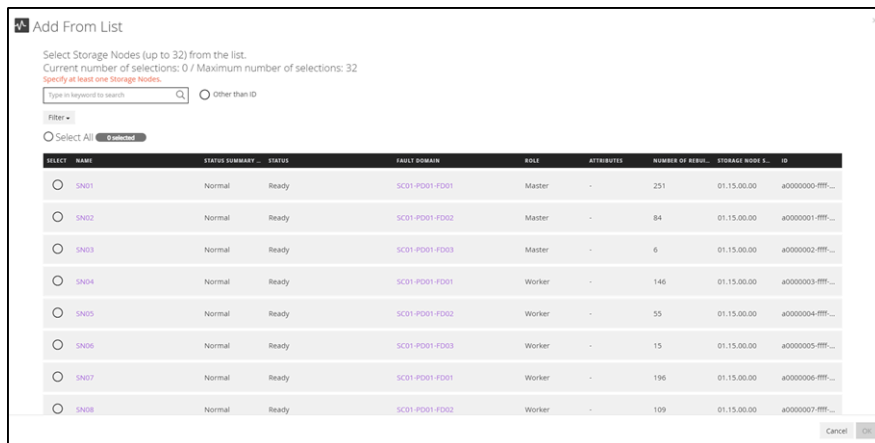 Add From List
Select Storage Nodes (up to 32) from the list.
Current number of selections: 0 / Maximum number of selections: 32
Specify at least one Storage Nodes.
Type in keyword to search Other than ID
Filter
Select All 0 selected
SELECT NAME STATUS SUMMARY ... STATUS FAULT DOMAIN ROLE ATTRIBUTES NUMBER OF REBUI... STORAGE NODE S... ID
SN01 Normal Ready SC01-PD01-FD01 Master - 251 01.15.00.00 a0000000-ffff-...
SN02 Normal Ready SC01-PD01-FD02 Master - 84 01.15.00.00 a0000001-ffff-...
SN03 Normal Ready SC01-PD01-FD03 Master - 6 01.15.00.00 a0000002-ffff-...
SN04 Normal Ready SC01-PD01-FD01 Worker - 146 01.15.00.00 a0000003-ffff-...
SN05 Normal Ready SC01-PD01-FD02 Worker - 55 01.15.00.00 a0000004-ffff-...
SN06 Normal Ready SC01-PD01-FD03 Worker - 15 01.15.00.00 a0000005-ffff-...
SN07 Normal Ready SC01-PD01-FD01 Worker - 196 01.15.00.00 a0000006-ffff-...
SN08 Normal Ready SC01-PD01-FD02 Worker - 109 01.15.00.00 a0000007-ffff-...
Cancel OK